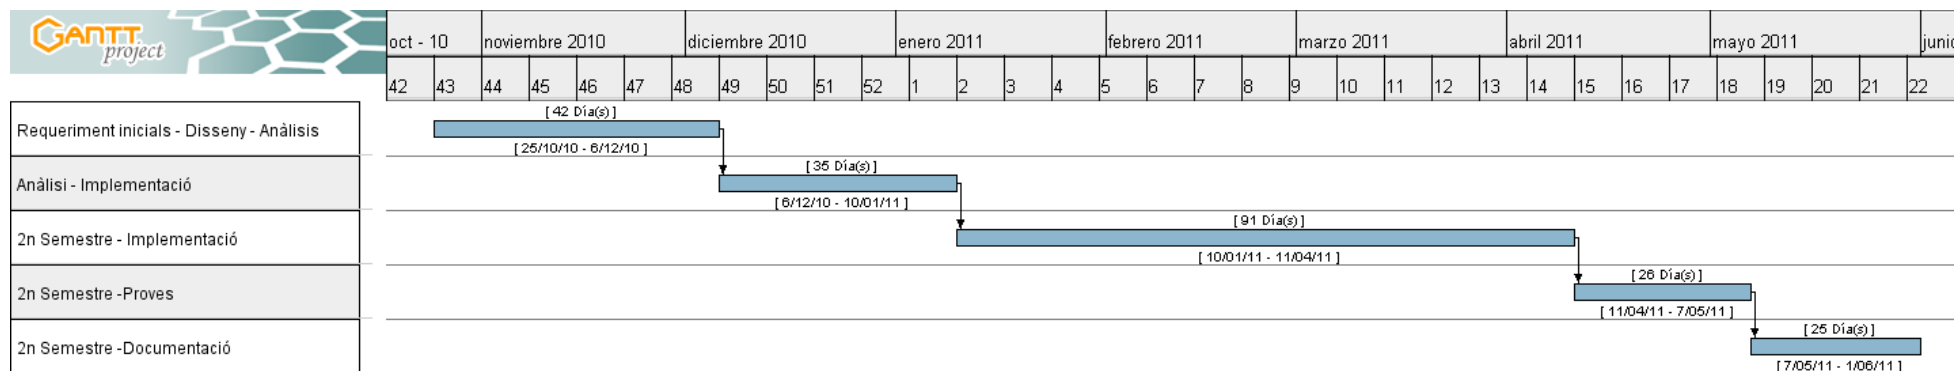 GANTT
project
oct - 10 noviembre 2010 diciembre 2010 enero 2011 febrero 2011 marzo 2011 abril 2011 mayo 2011 junio
42 43 44 45 46 47 48 49 50 51 52 1 2 3 4 5 6 7 8 9 10 11 12 13 14 15 16 17 18 19 20 21 22
[ 42 Día(s) ]
Requeriment inicials - Disseny - Anàlisis
[ 25/10/10 - 6/12/10 ]
[ 35 Día(s) ]
Anàlisi - Implementació
[ 6/12/10 - 10/01/11 ]
[ 91 Día(s) ]
2n Semestre - Implementació
[ 10/01/11 - 11/04/11 ]
[ 26 Día(s) ]
2n Semestre -Proves
[ 11/04/11 - 7/05/11 ]
[ 25 Día(s) ]
2n Semestre -Documentació
[ 7/05/11 - 1/06/11 ]